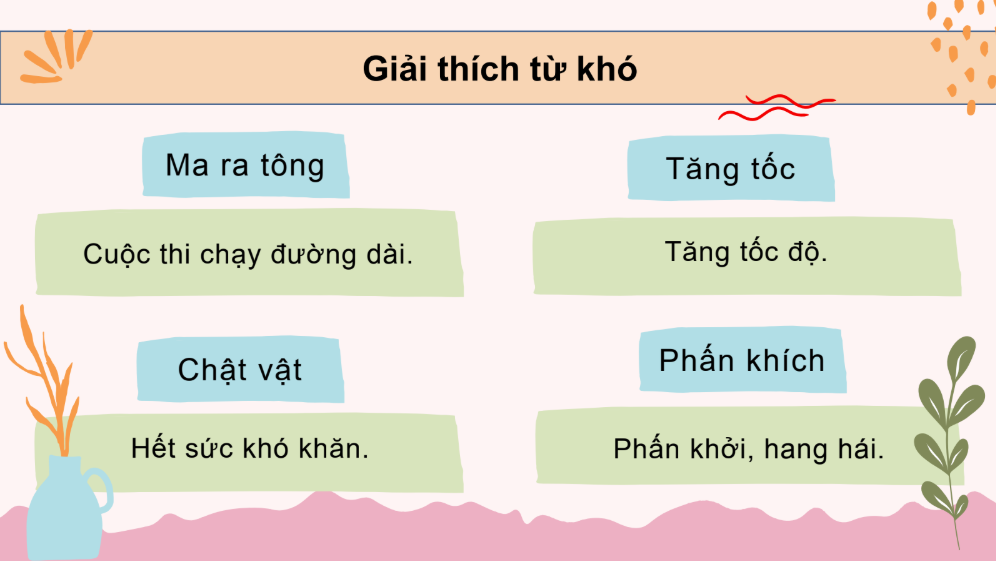 Giải thích từ khó
Ma ra tông
Cuộc thi chạy đường dài.
Tăng tốc
Tăng tốc độ.
Chật vật
Hết sức khó khăn.
Phấn khích
Phấn khởi, hang hái.